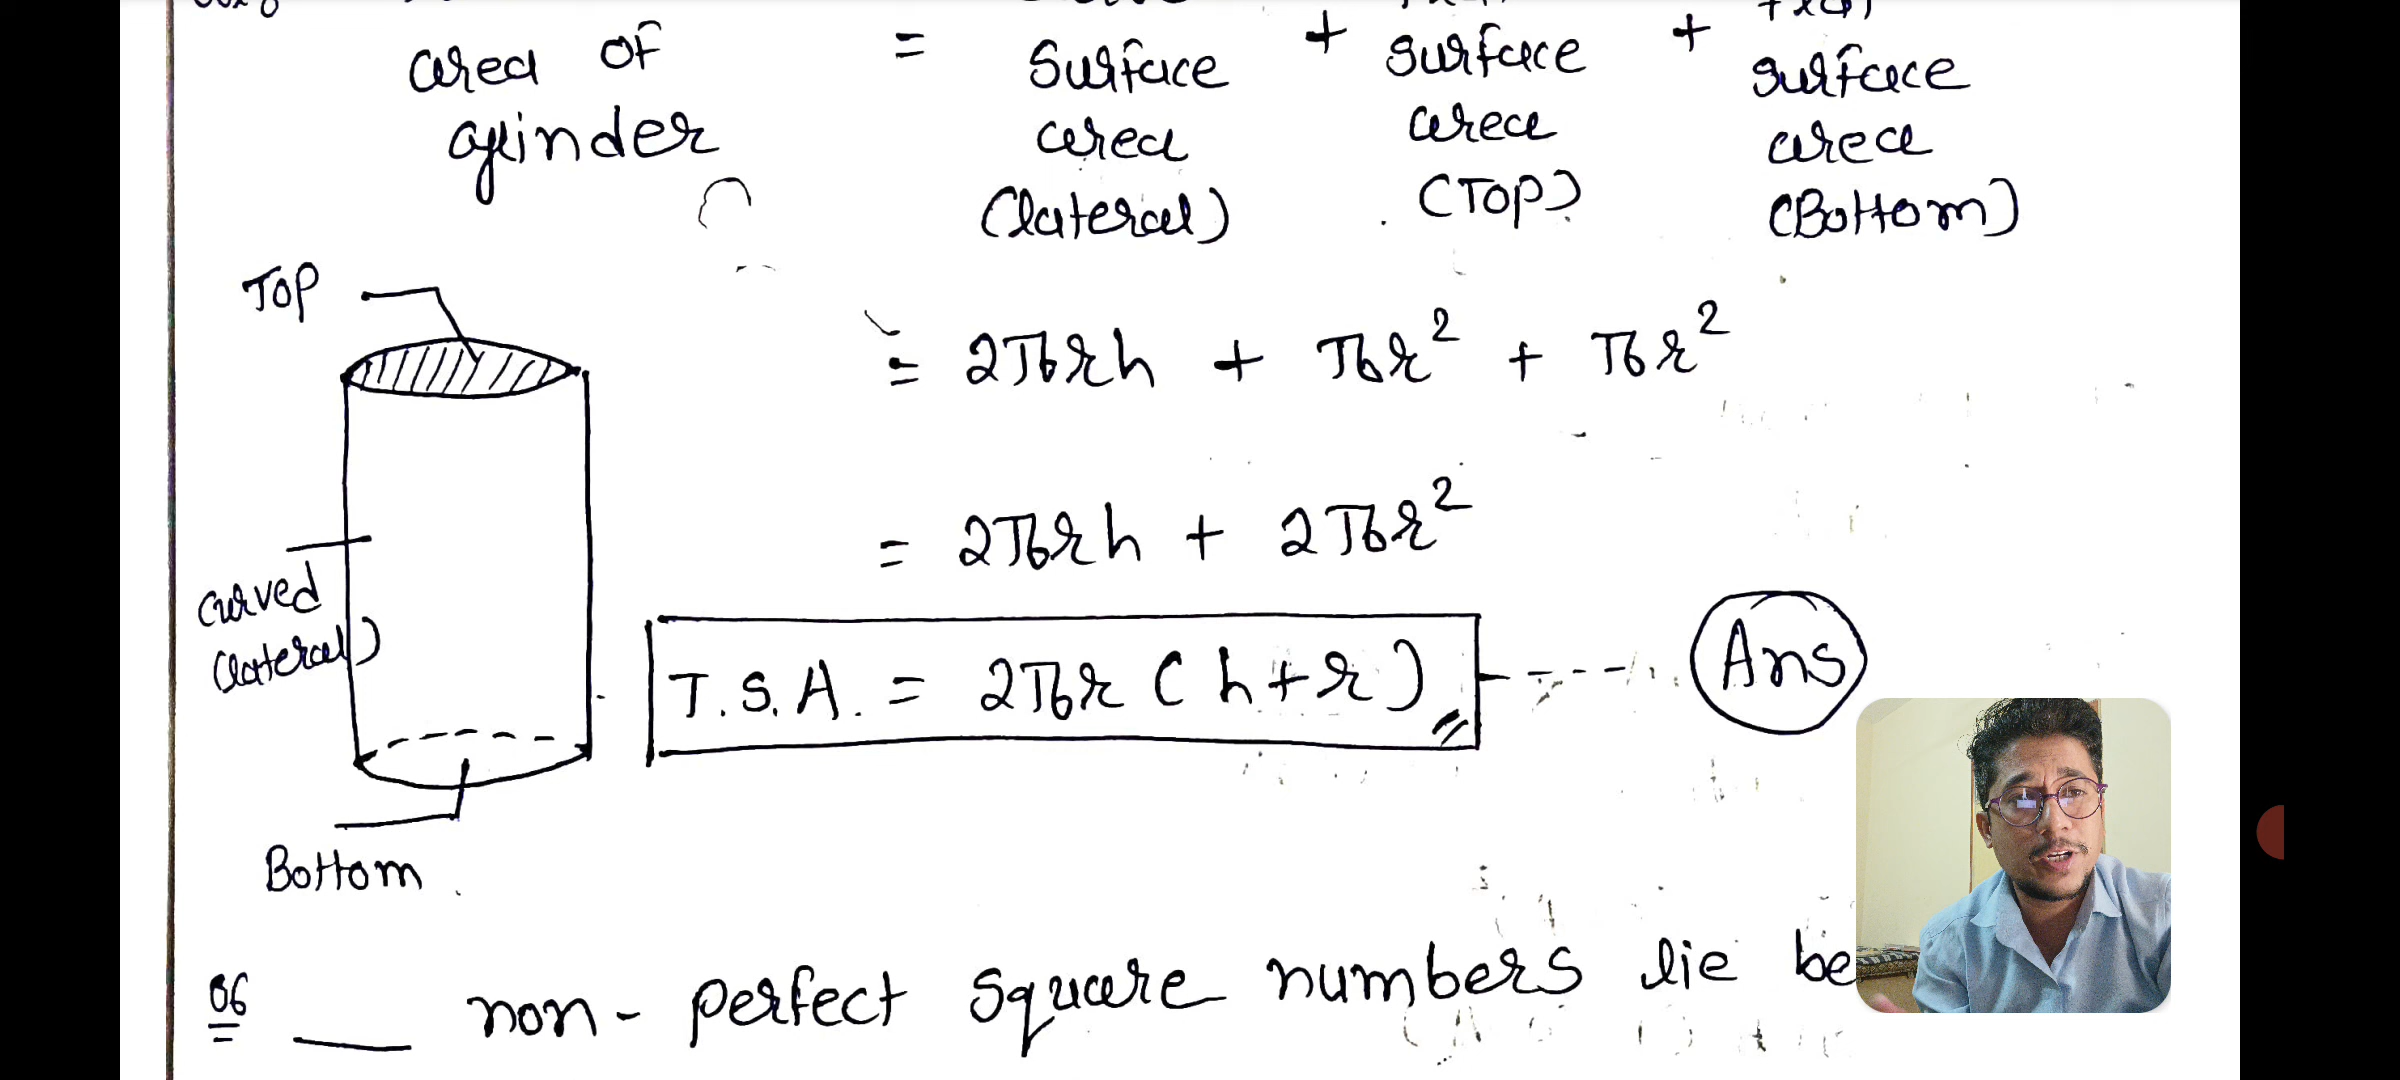 area of = Surface + surface + surface
cylinder area area area
(lateral) (TOP) (Bottom)
TOP
= 2πrh + πr² + πr²
= 2πrh + 2πr²
curved
(lateral)
T.S.A. = 2πr (h+r) Ans
Bottom
06 ___ non-perfect square numbers lie be